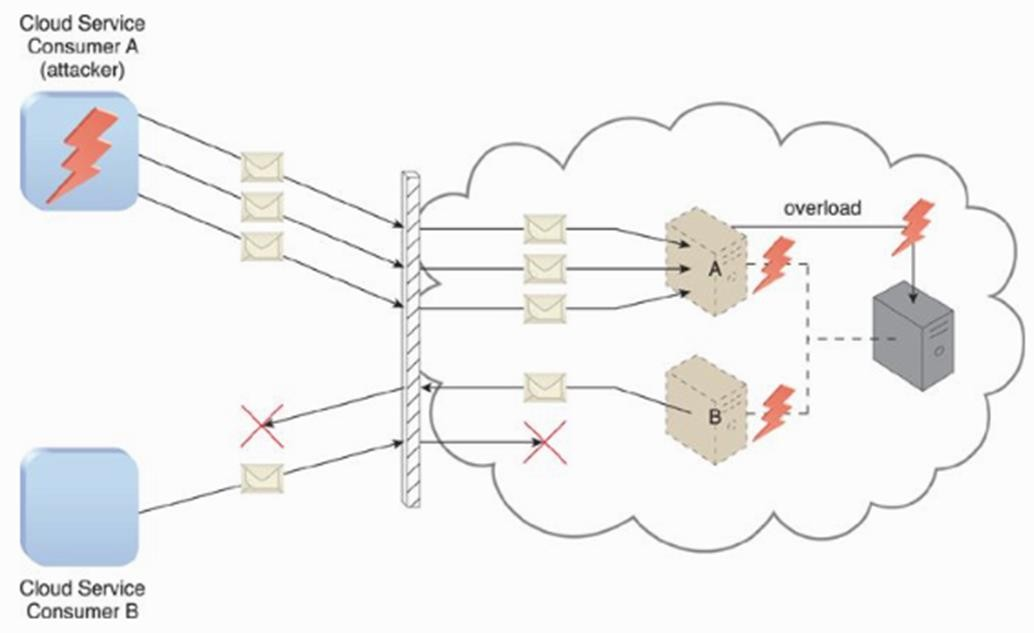 Cloud Service
Consumer A
(attacker)
overload
A
B
Cloud Service
Consumer B